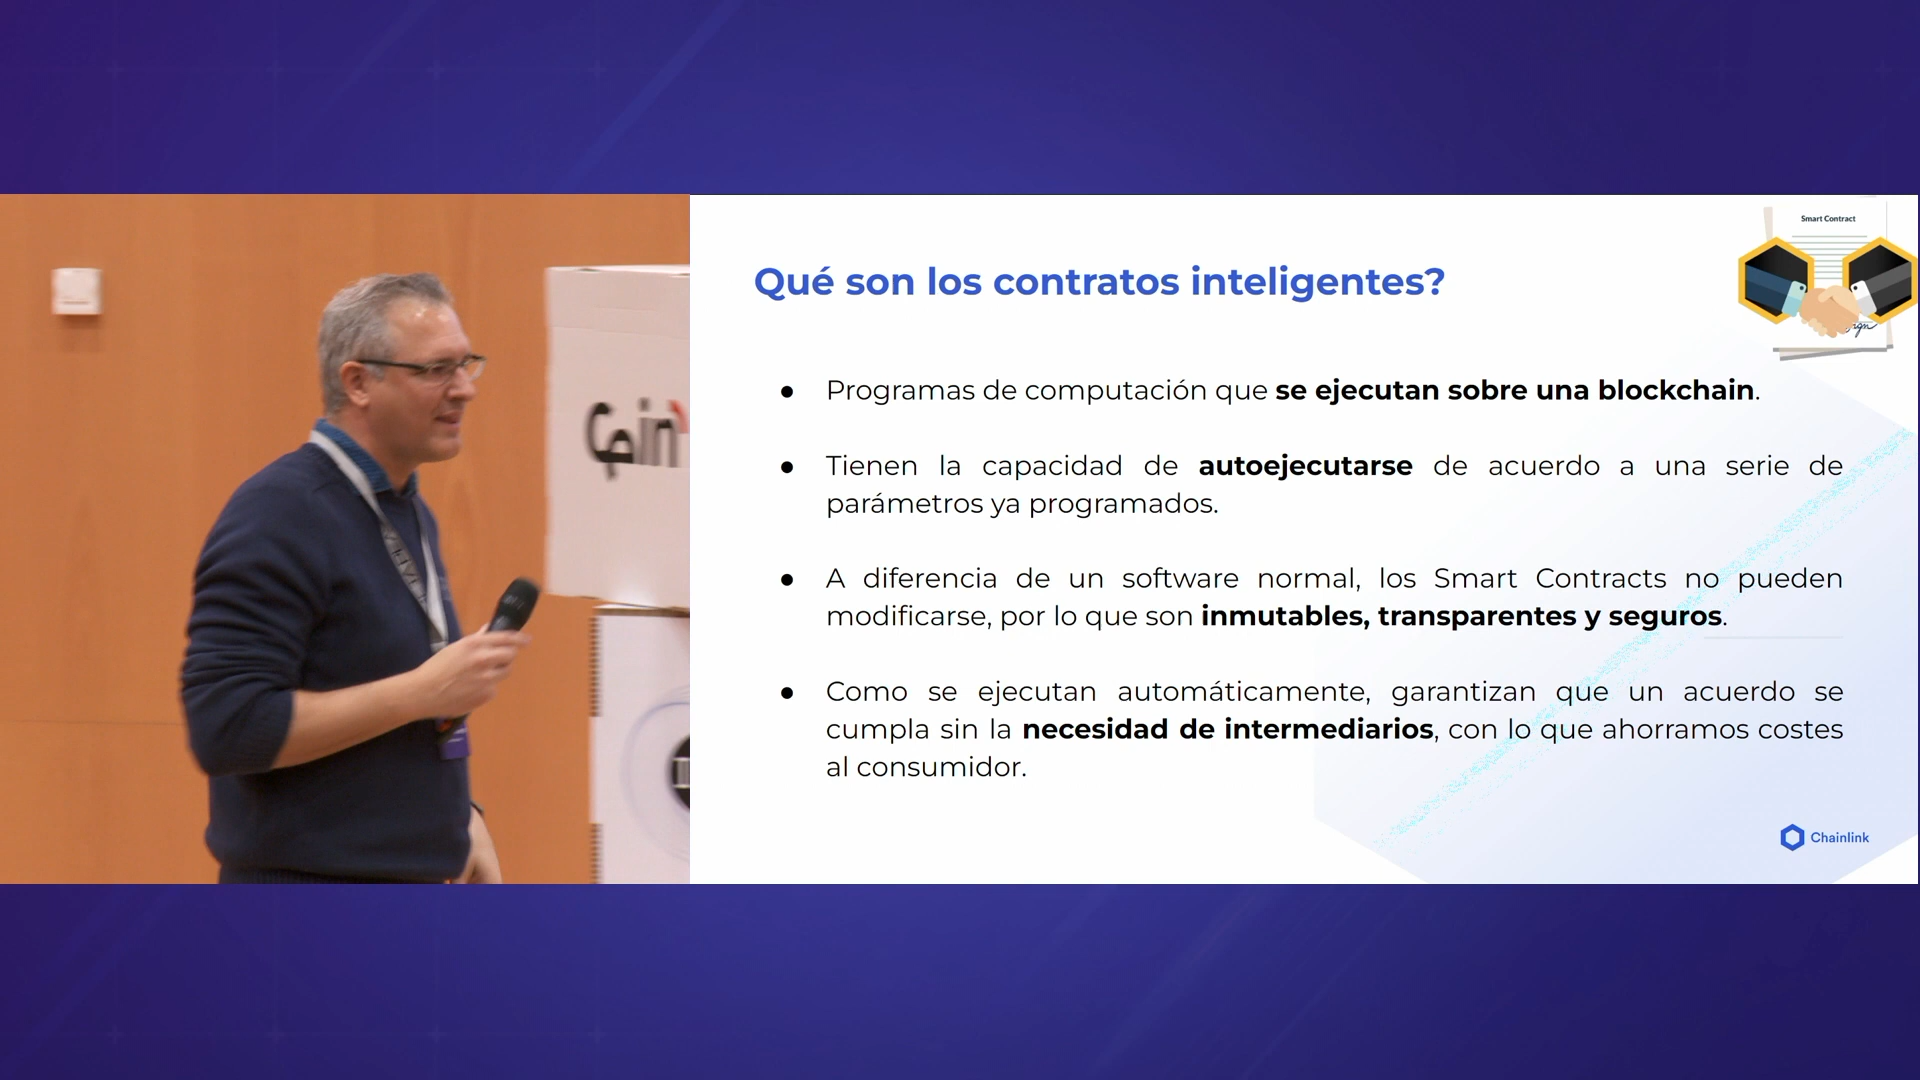 Smart Contract
Qué son los contratos inteligentes?
● Programas de computación que se ejecutan sobre una blockchain.
● Tienen la capacidad de autoejecutarse de acuerdo a una serie de
parámetros ya programados.
● A diferencia de un software normal, los Smart Contracts no pueden
modificarse, por lo que son inmutables, transparentes y seguros.
● Como se ejecutan automáticamente, garantizan que un acuerdo se
cumpla sin la necesidad de intermediarios, con lo que ahorramos costes
al consumidor.
Chainlink